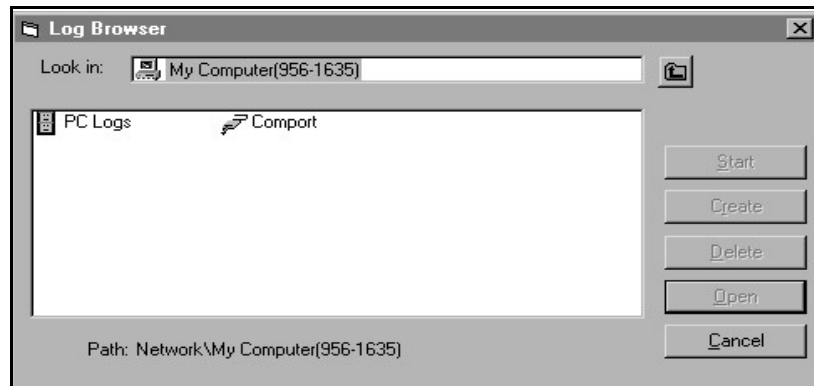 Log Browser
Look in: My Computer(956-1635)
PC Logs Comport
Start
Create
Delete
Open
Cancel
Path: Network\My Computer(956-1635)